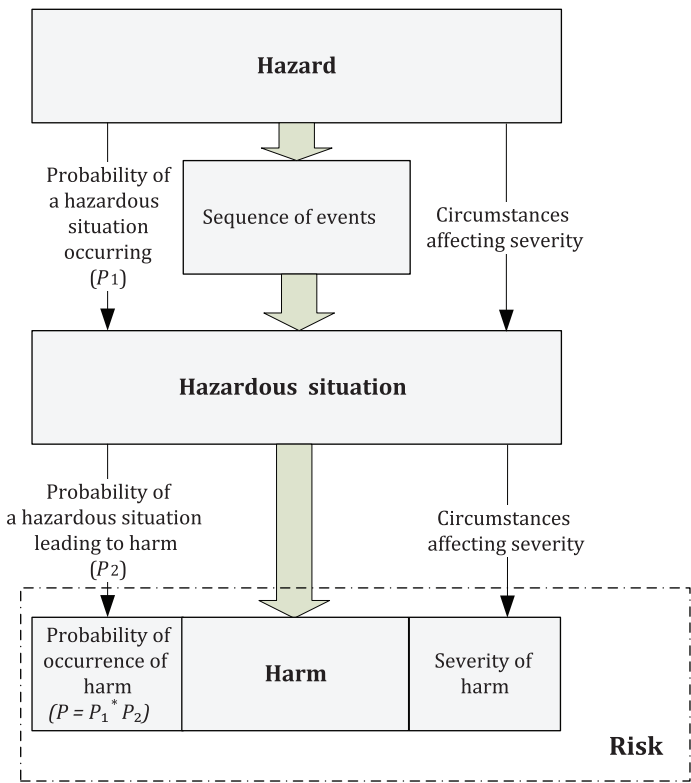 Hazard
Probability of
a hazardous
situation
occurring
(P1)
Sequence of events
Circumstances
affecting severity
Hazardous situation
Probability of
a hazardous situation
leading to harm
(P2)
Circumstances
affecting severity
Probability of
occurrence of
harm
(P = P1* P2)
Harm
Severity of
harm
Risk